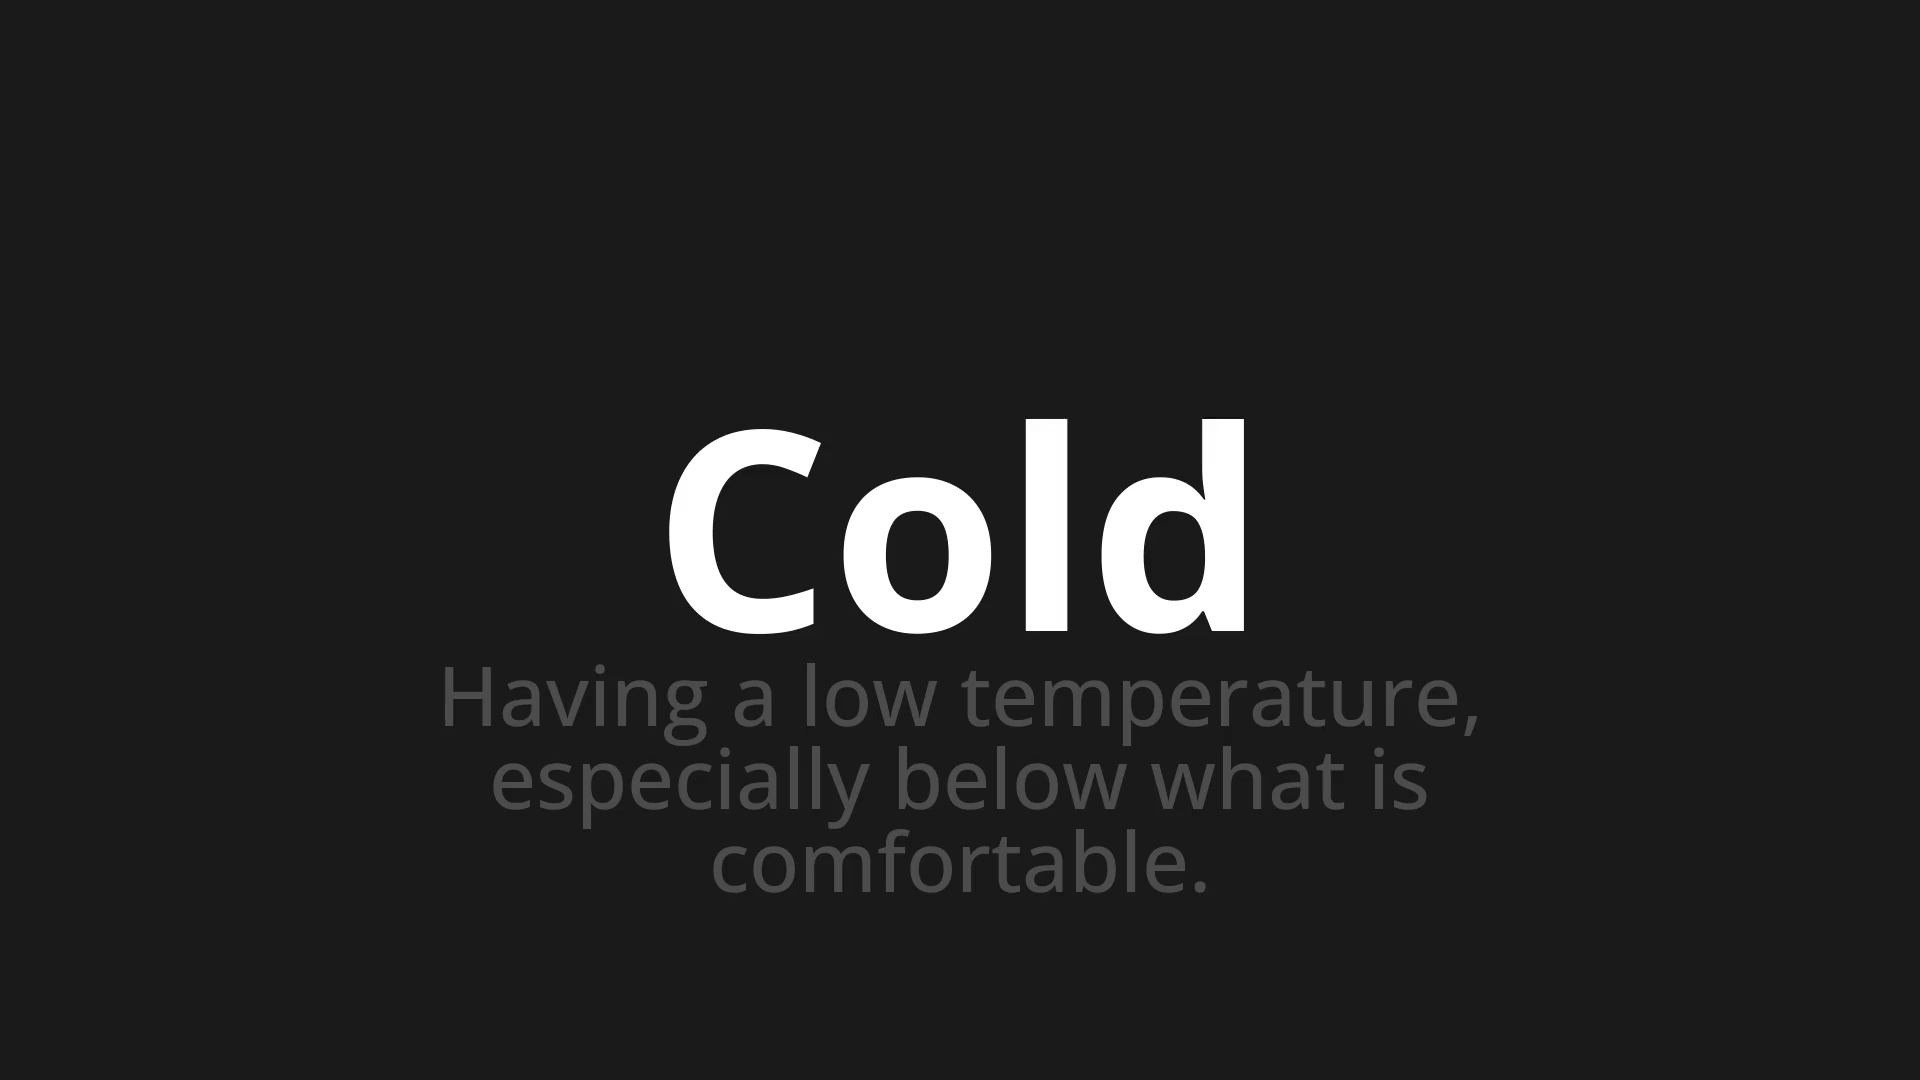 Cold
Having a low temperature,
especially below what is
comfortable.